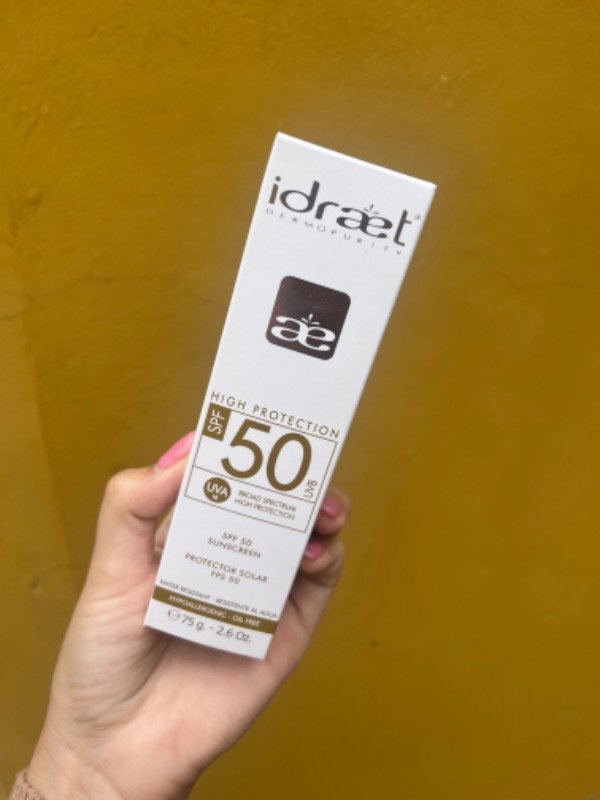 idraet®
DERMOPURITY
ae
HIGH PROTECTION
SPF 50 UVB
UVA
BROAD SPECTRUM
HIGH PROTECTION
SPF 50
SUNSCREEN
PROTECTOR SOLAR
FPS 50
WATER RESISTANT - RESISTENTE AL AGUA
HYPOALLERGENIC - OIL FREE
℮ 75 g. - 2.6 Oz.